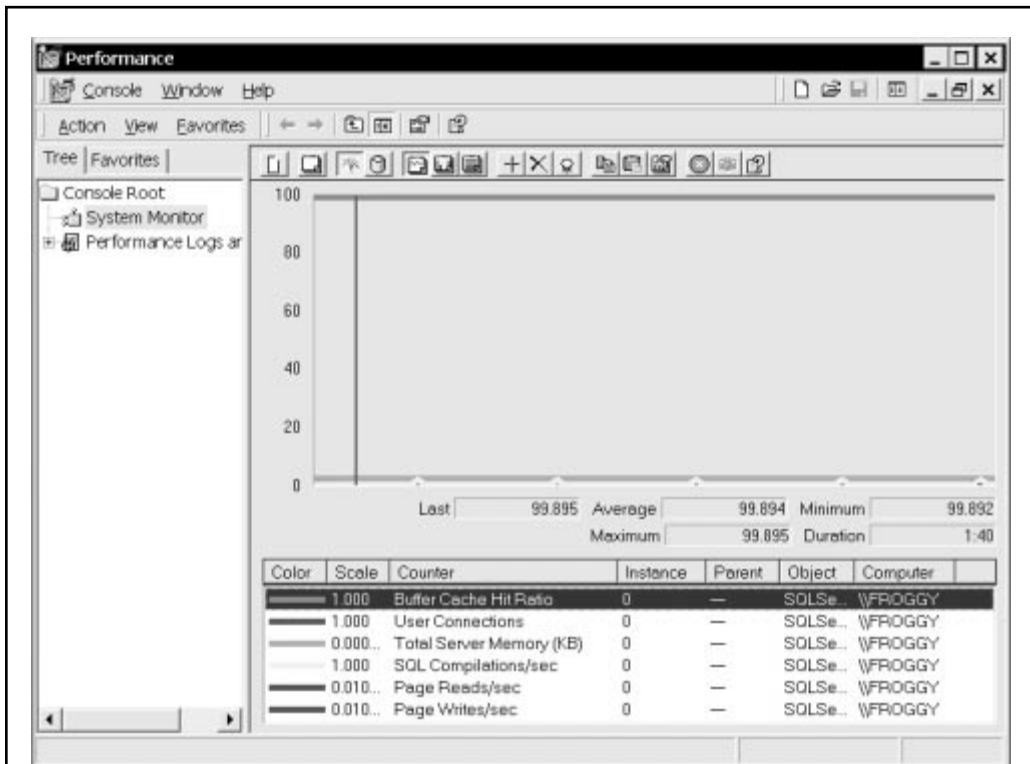 Performance
Console Window Help
Action View Favorites
Tree Favorites
Console Root
System Monitor
Performance Logs ar
100
80
60
40
20
0
Last 99.895 Average 99.894 Minimum 99.892
Maximum 99.895 Duration 1:40
Color Scale Counter Instance Parent Object Computer
1.000 Buffer Cache Hit Ratio 0 — SQLSe... \\FROGGY
1.000 User Connections 0 — SQLSe... \\FROGGY
0.000... Total Server Memory (KB) 0 — SQLSe... \\FROGGY
1.000 SQL Compilations/sec 0 — SQLSe... \\FROGGY
0.010... Page Reads/sec 0 — SQLSe... \\FROGGY
0.010... Page Writes/sec 0 — SQLSe... \\FROGGY